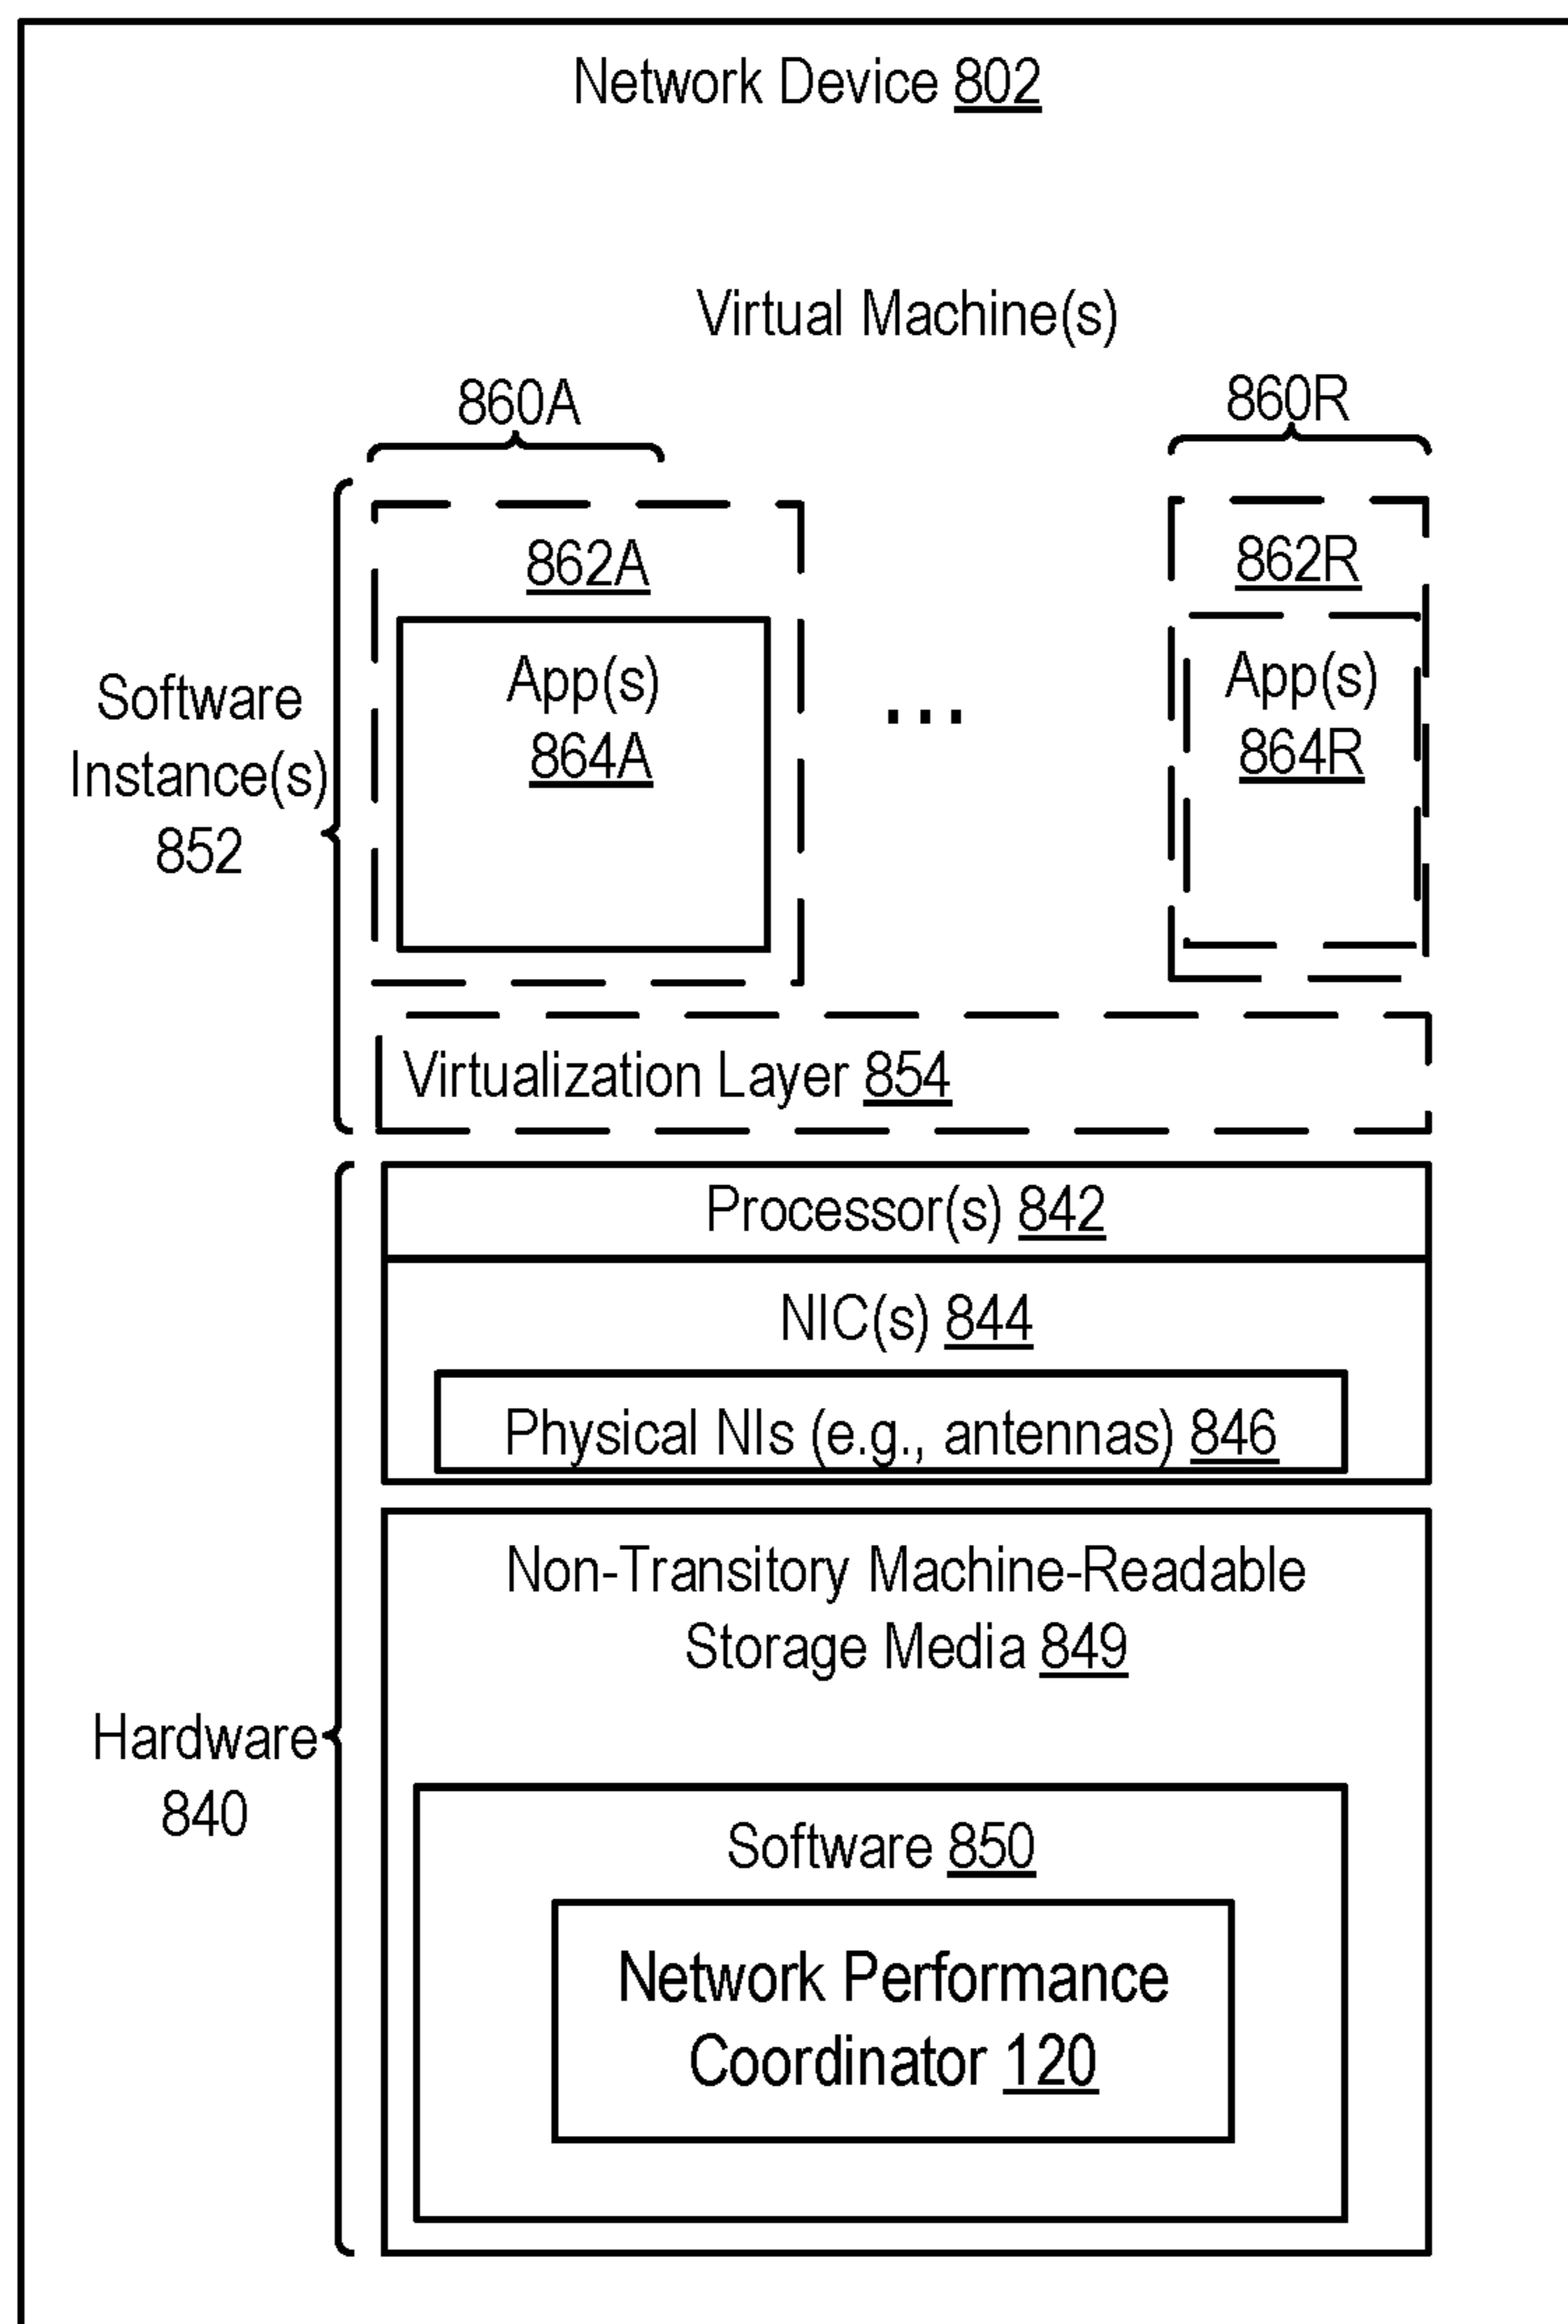 Network Device 802
Virtual Machine(s)
860A
860R
862A
862R
App(s)
864A
...
App(s)
864R
Software
Instance(s)
852
Virtualization Layer 854
Processor(s) 842
NIC(s) 844
Physical NIs (e.g., antennas) 846
Non-Transitory Machine-Readable
Storage Media 849
Hardware
840
Software 850
Network Performance
Coordinator 120